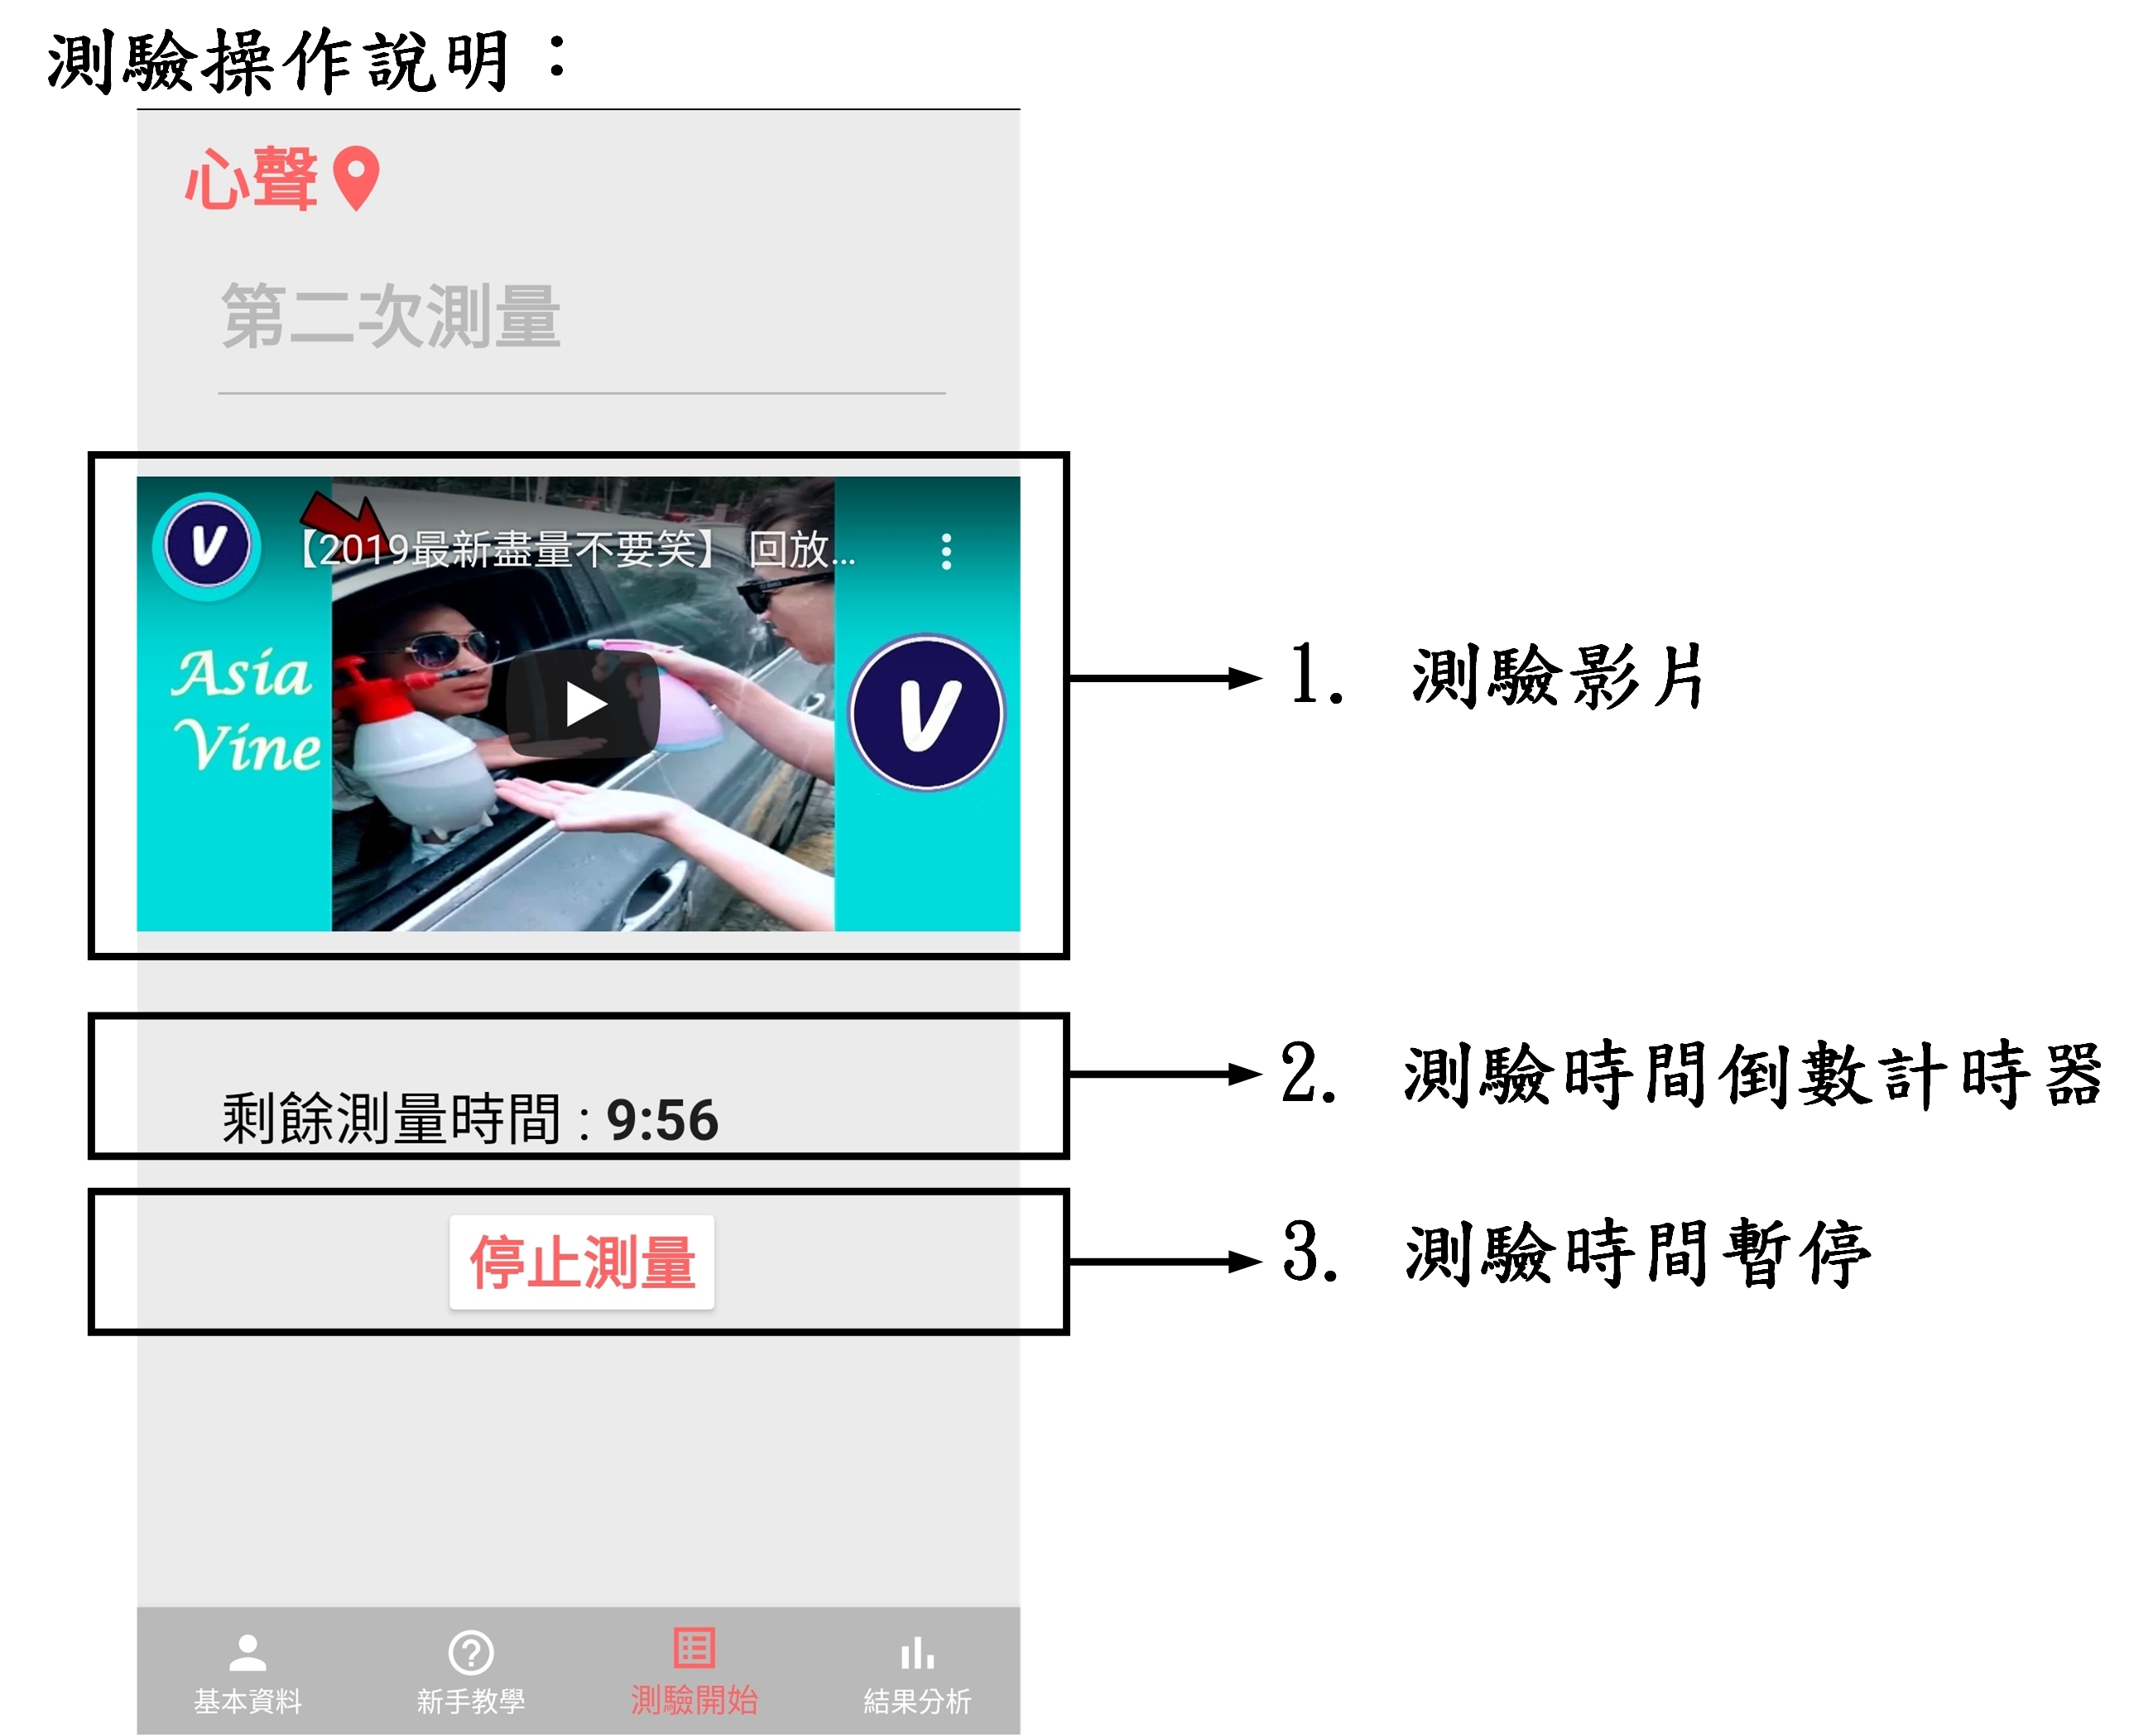 測驗操作說明：
心聲
第二次測量
【2019最新盡量不要笑】 回放...
V
Asia
Vine
V
1. 測驗影片
2. 測驗時間倒數計時器
剩餘測量時間 : 9:56
3. 測驗時間暫停
停止測量
基本資料
新手教學
測驗開始
結果分析